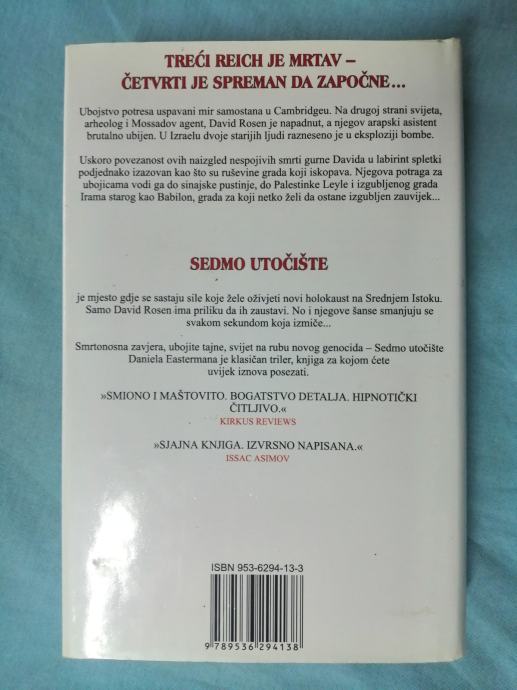 TREĆI REICH JE MRTAV –
ČETVRTI JE SPREMAN DA ZAPOČNE...
Ubojstvo potresa uspavani mir samostana u Cambridgeu. Na drugoj strani svijeta,
arheolog i Mossadov agent, David Rosen je napadnut, a njegov arapski asistent
brutalno ubijen. U Izraelu dvoje starijih ljudi razneseno je u eksploziji bombe.
Uskoro povezanost ovih naizgled nespojivih smrti gurne Davida u labirint spletki
podjednako izazovan kao što su ruševine grada koji iskopava. Njegova potraga za
ubojicama vodi ga do sinajske pustinje, do Palestinke Leyle i izgubljenog grada
Irama starog kao Babilon, grada za koji netko želi da ostane izgubljen zauvijek...
SEDMO UTOČIŠTE
je mjesto gdje se sastaju sile koje žele oživjeti novi holokaust na Srednjem Istoku.
Samo David Rosen ima priliku da ih zaustavi. No i njegove šanse smanjuju se
svakom sekundom koja izmiče...
Smrtonosna zavjera, ubojite tajne, svijet na rubu novog genocida – Sedmo utočište
Daniela Eastermana je klasičan triler, knjiga za kojom ćete
uvijek iznova posezati.
»SMIONO I MAŠTOVITO. BOGATSTVO DETALJA. HIPNOTIČKI
ČITLJIVO.«
KIRKUS REVIEWS
»SJAJNA KNJIGA. IZVRSNO NAPISANA.«
ISSAC ASIMOV
ISBN 953-6294-13-3
9 789536 294138